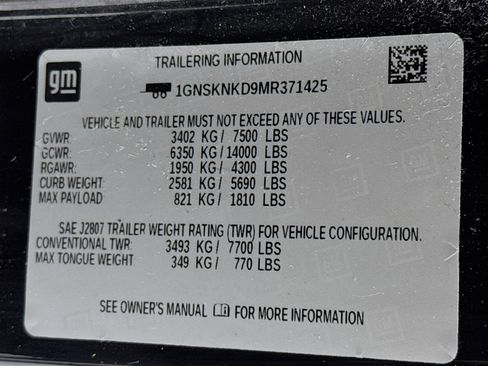 gm
TRAILERING INFORMATION
1GNSKNKD9MR371425
VEHICLE AND TRAILER MUST NOT EXCEED ANY OF THESE VALUES.
GVWR: 3402 KG/ 7500 LBS
GCWR: 6350 KG/ 14000 LBS
RGAWR: 1950 KG/ 4300 LBS
CURB WEIGHT: 2581 KG/ 5690 LBS
MAX PAYLOAD: 821 KG/ 1810 LBS
SAE J2807 TRAILER WEIGHT RATING (TWR) FOR VEHICLE CONFIGURATION.
CONVENTIONAL TWR: 3493 KG/ 7700 LBS
MAX TONGUE WEIGHT: 349 KG/ 770 LBS
SEE OWNER'S MANUAL FOR MORE INFORMATION